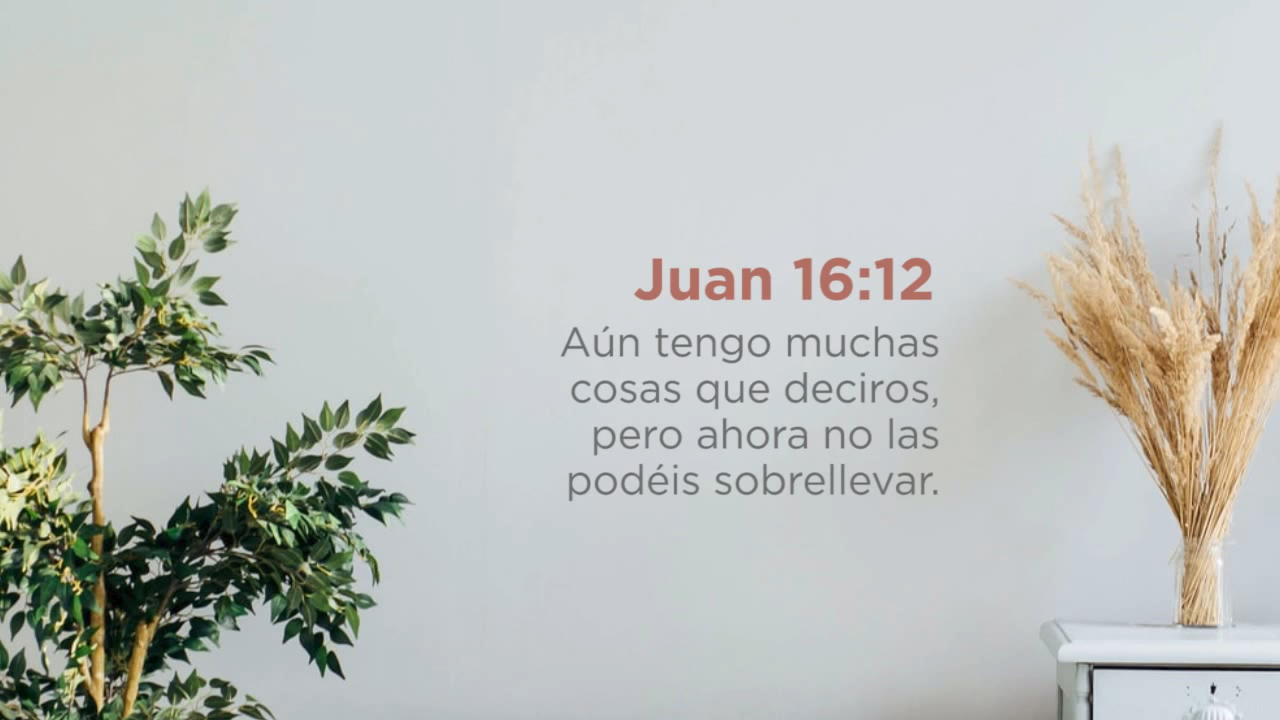 Juan 16:12
Aún tengo muchas
cosas que deciros,
pero ahora no las
podéis sobrellevar.